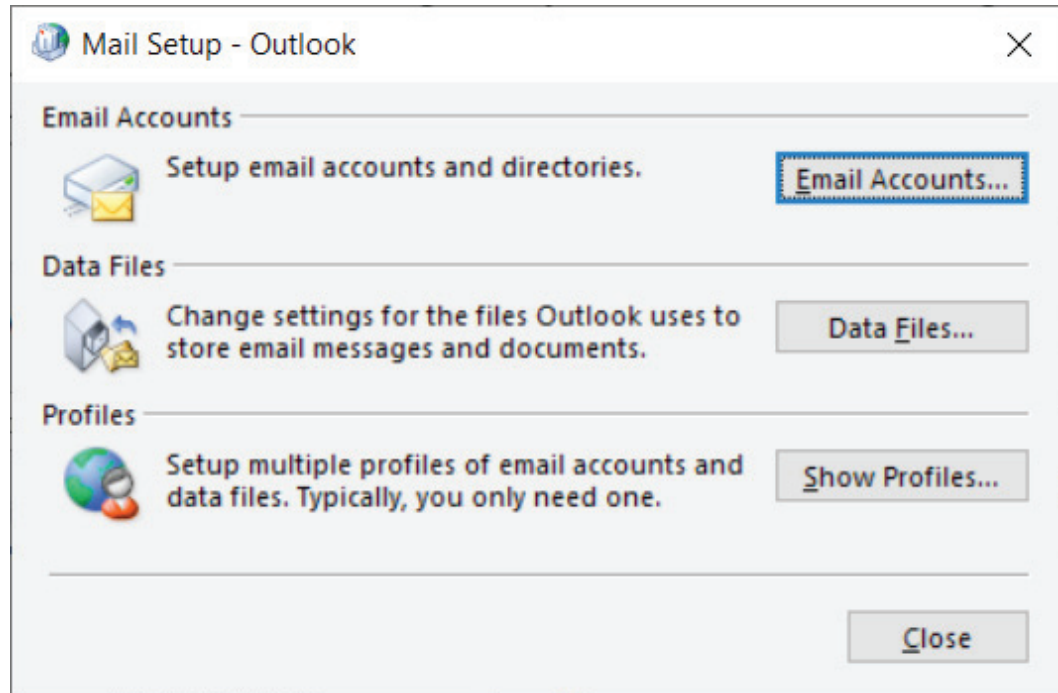 Mail Setup - Outlook
Email Accounts
Setup email accounts and directories.
Email Accounts...
Data Files
Change settings for the files Outlook uses to
store email messages and documents.
Data Files...
Profiles
Setup multiple profiles of email accounts and
data files. Typically, you only need one.
Show Profiles...
Close